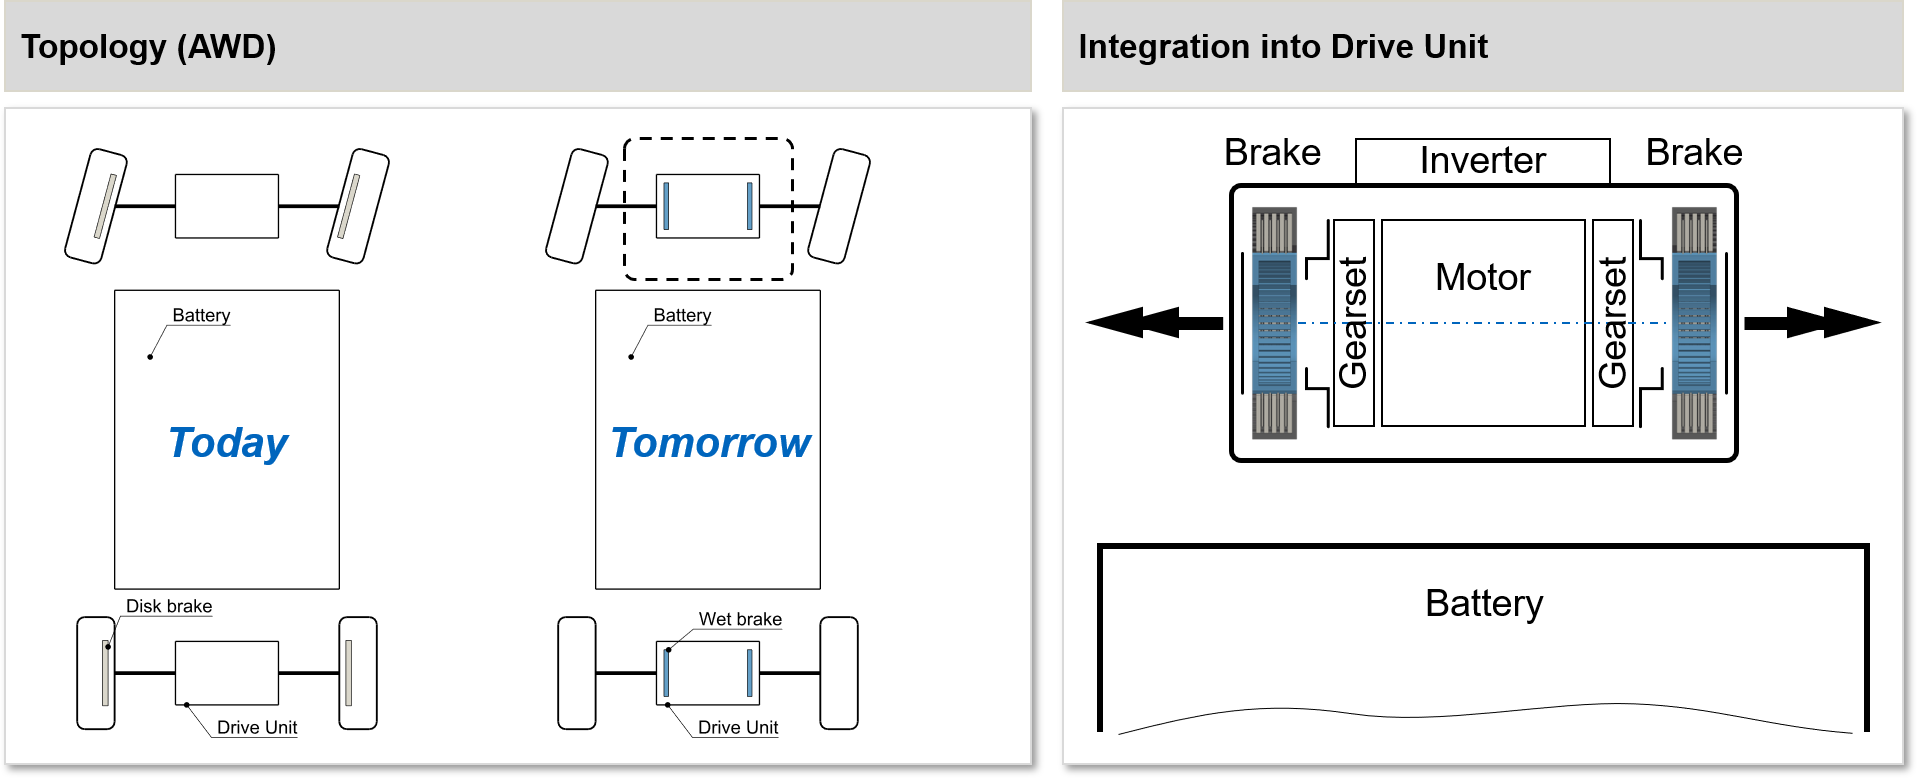 Topology (AWD)
Battery
Today
Disk brake
Drive Unit
Battery
Tomorrow
Wet brake
Drive Unit
Integration into Drive Unit
Brake
Inverter
Brake
Gearset
Motor
Gearset
Battery